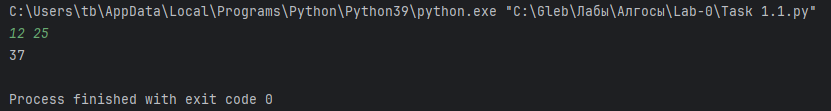 C:\Users\tb\AppData\Local\Programs\Python\Python39\python.exe "C:\Gleb\Лабы\Алгосы\Lab-0\Task 1.1.py"
12 25
37
Process finished with exit code 0